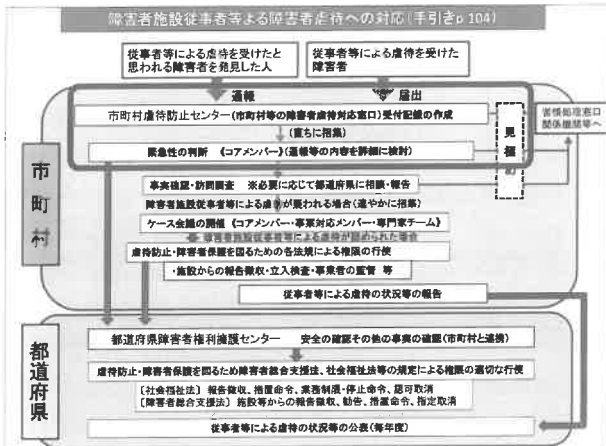 障害者施設従事者等よる障害者虐待への対応(手引きp 104)
従事者等による虐待を受けたと
思われる障害者を発見した人
従事者等による虐待を受けた
障害者
通報
届出
市町村虐待防止センター(市町村等の障害者虐待対応窓口)受付記録の作成
(直ちに招集)
緊急性の判断 《コアメンバー》(通報等の内容を詳細に検討)
見極め
苦情処理窓口
関係機関等へ
市町村
事実確認・訪問調査 ※必要に応じて都道府県に相談・報告
障害者施設従事者等による虐待が疑われる場合(速やかに招集)
ケース会議の開催《コアメンバー・事案対応メンバー・専門家チーム》
障害者施設従事者等による虐待が認められた場合
虐待防止・障害者保護を図るための各法規による権限の行使
・施設からの報告徴収・立入検査・事業者の監督 等
従事者等による虐待の状況等の報告
都道府県
都道府県障害者権利擁護センター 安全の確認その他の事実の確認(市町村と連携)
虐待防止・障害者保護を図るため障害者総合支援法、社会福祉法等の規定による権限の適切な行使
〔社会福祉法〕 報告徴収、措置命令、業務制限・停止命令、認可取消
〔障害者総合支援法〕 施設等からの報告徴収、勧告、措置命令、指定取消
従事者等による虐待の状況等の公表(毎年度)